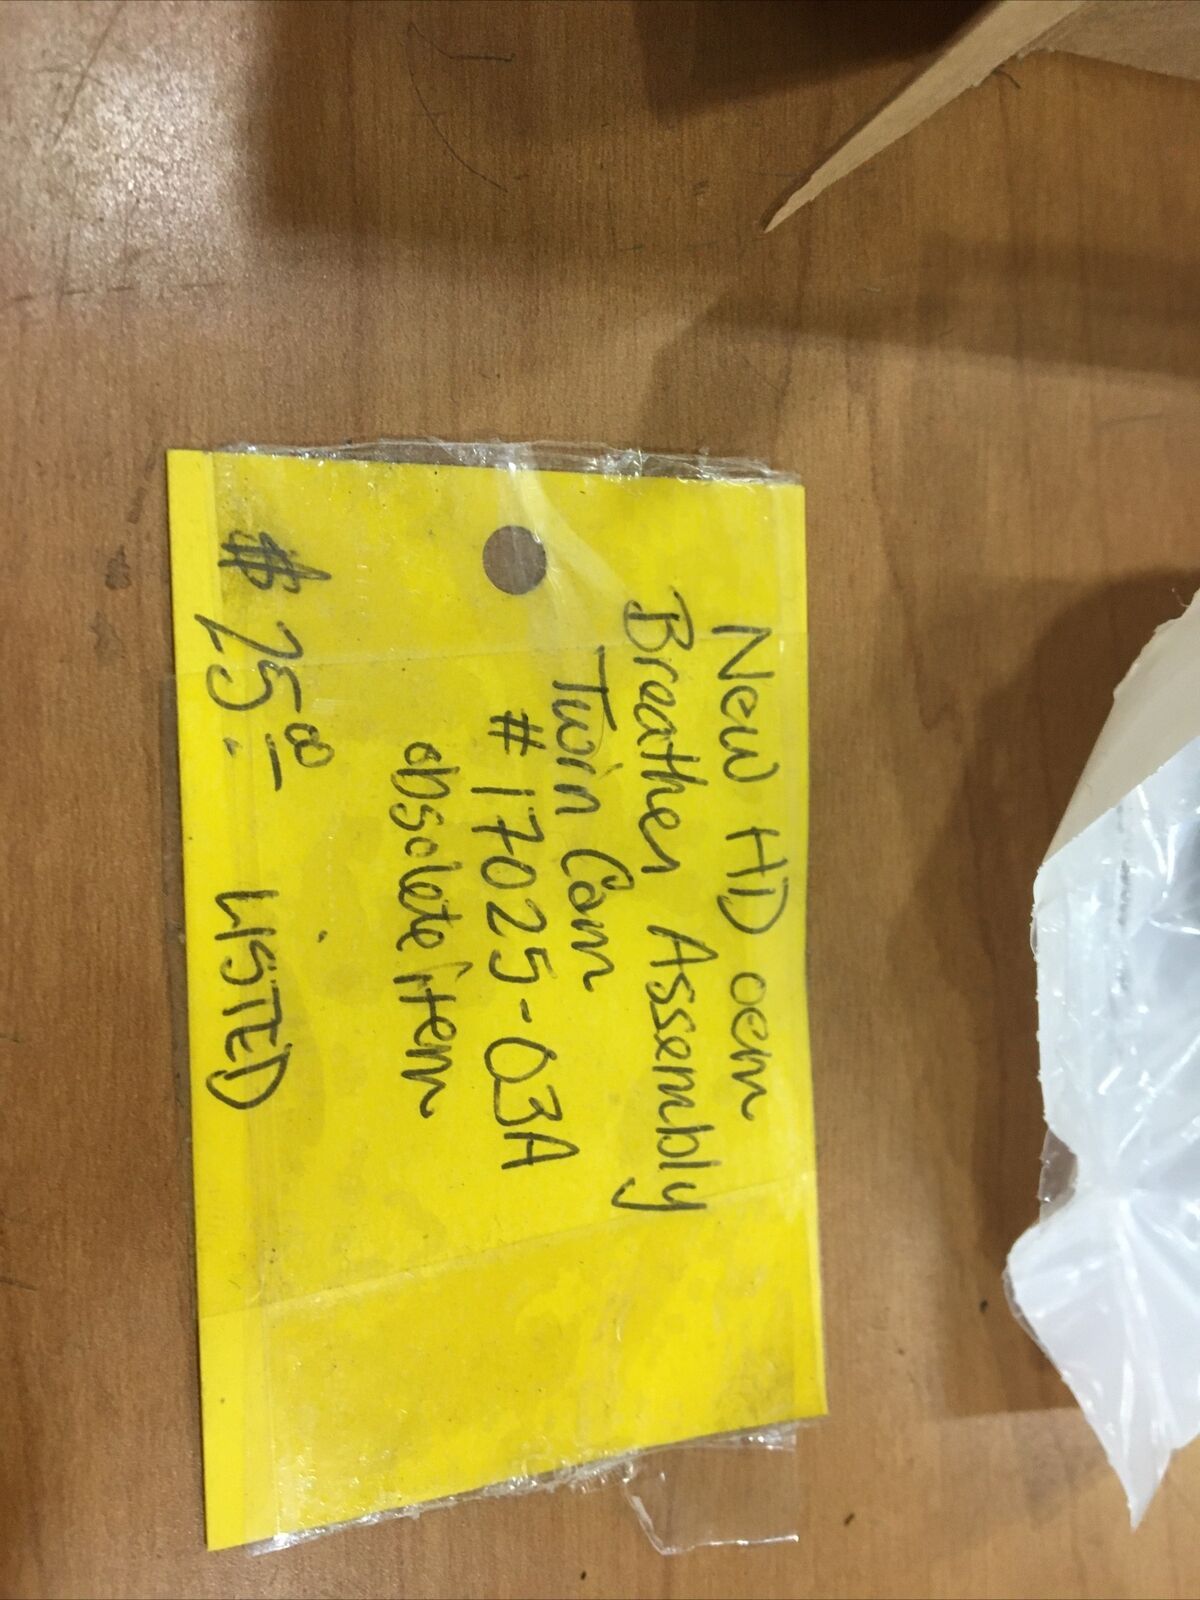 New HD oem
Breather Assembly
Twin Cam
# 17025-03A
obsolete item
$ 25.00 LISTED